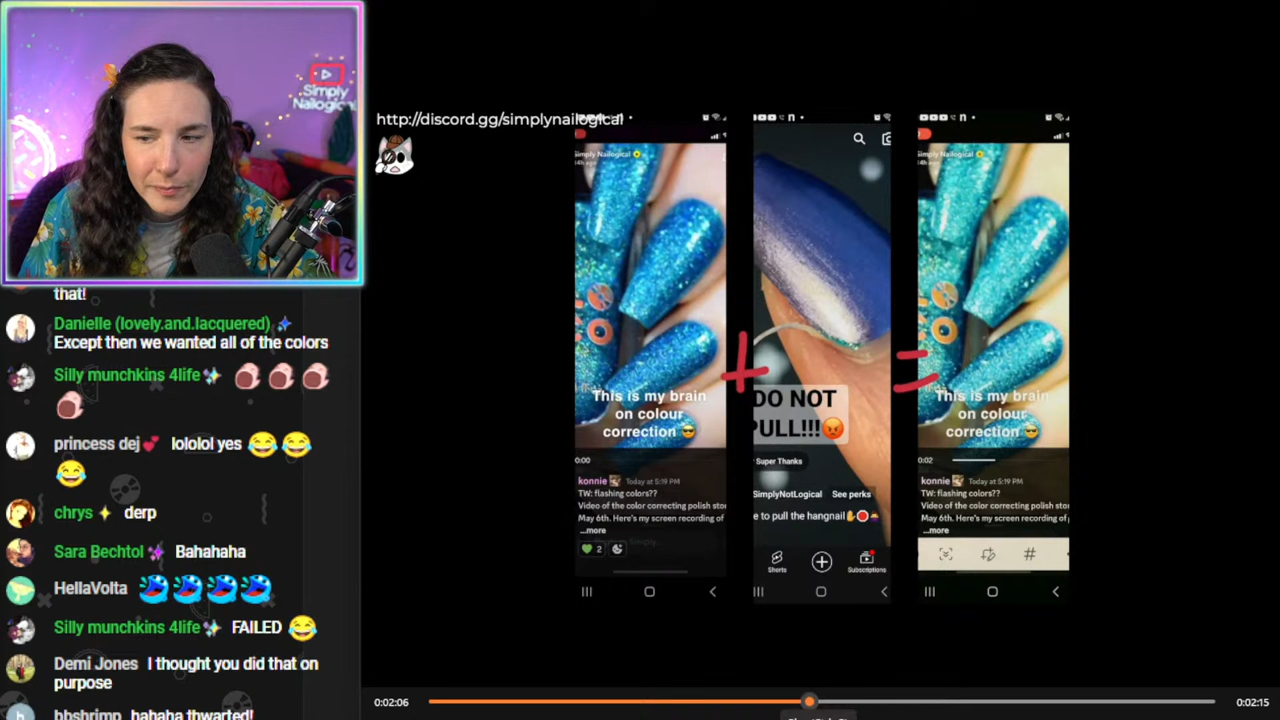 Simply
Nailogical
that!
Danielle (lovely.and.lacquered)
Except then we wanted all of the colors
Silly munchkins 4life
princess dej lololol yes
chrys derp
Sara Bechtol Bahahaha
HellaVolta
Silly munchkins 4life FAILED
Demi Jones I thought you did that on
purpose
bbshrimp hahaha thwarted!
http://discord.gg/simplynailogical
Simply Nailogical
14h ago
This is my brain
on colour
correction
0:00
konnie Today at 5:19 PM
TW: flashing colors??
Video of the color correcting polish sto
May 6th. Here's my screen recording of
...more
2
+
DO NOT
PULL!!!
Super Thanks
SimplyNotLogical See perks
e to pull the hangnail
Shorts
Subscriptions
=
Simply Nailogical
14h ago
This is my brain
on colour
correction
0:02
konnie Today at 5:19 PM
TW: flashing colors??
Video of the color correcting polish sto
May 6th. Here's my screen recording of
...more
#
0:02:06
0:02:15